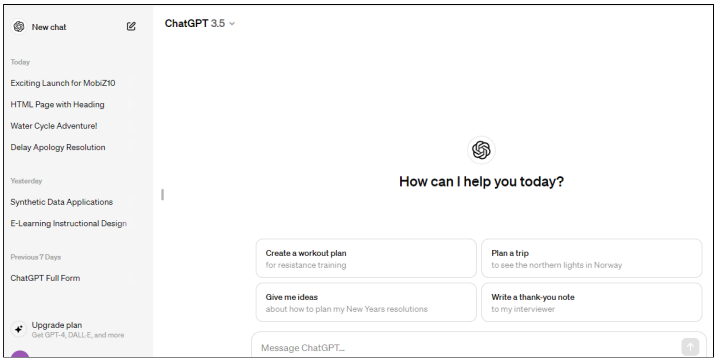 New chat
Today
Exciting Launch for MobiZ10
HTML Page with Heading
Water Cycle Adventure!
Delay Apology Resolution
Yesterday
Synthetic Data Applications
E-Learning Instructional Design
Previous 7 Days
ChatGPT Full Form
Upgrade plan
Get GPT-4, DALL·E, and more
ChatGPT 3.5
How can I help you today?
Create a workout plan
for resistance training
Plan a trip
to see the northern lights in Norway
Give me ideas
about how to plan my New Years resolutions
Write a thank-you note
to my interviewer
Message ChatGPT...